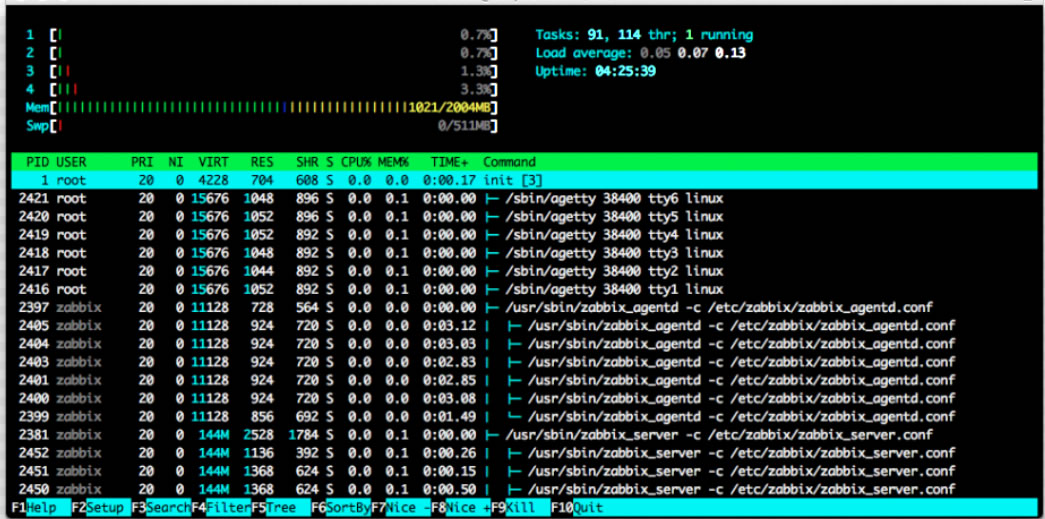 1 [| 0.7%] Tasks: 91, 114 thr; 1 running
2 [| 0.7%] Load average: 0.05 0.07 0.13
3 [|| 1.3%] Uptime: 04:25:39
4 [||| 3.3%]
Mem[||||||||||||||||||||||||||||||||||||||||||||1021/2004MB]
Swp[| 0/511MB]
PID USER PRI NI VIRT RES SHR S CPU% MEM% TIME+ Command
1 root 20 0 4228 704 608 S 0.0 0.0 0:00.17 init [3]
2421 root 20 0 15676 1048 896 S 0.0 0.1 0:00.00 ├─ /sbin/agetty 38400 tty6 linux
2420 root 20 0 15676 1052 896 S 0.0 0.1 0:00.00 ├─ /sbin/agetty 38400 tty5 linux
2419 root 20 0 15676 1052 892 S 0.0 0.1 0:00.00 ├─ /sbin/agetty 38400 tty4 linux
2418 root 20 0 15676 1048 892 S 0.0 0.1 0:00.00 ├─ /sbin/agetty 38400 tty3 linux
2417 root 20 0 15676 1044 892 S 0.0 0.1 0:00.00 ├─ /sbin/agetty 38400 tty2 linux
2416 root 20 0 15676 1052 892 S 0.0 0.1 0:00.00 ├─ /sbin/agetty 38400 tty1 linux
2397 zabbix 20 0 11128 728 564 S 0.0 0.0 0:00.00 ├─ /usr/sbin/zabbix_agentd -c /etc/zabbix/zabbix_agentd.conf
2405 zabbix 20 0 11128 924 720 S 0.0 0.0 0:03.12 | ├─ /usr/sbin/zabbix_agentd -c /etc/zabbix/zabbix_agentd.conf
2404 zabbix 20 0 11128 924 720 S 0.0 0.0 0:03.03 | ├─ /usr/sbin/zabbix_agentd -c /etc/zabbix/zabbix_agentd.conf
2403 zabbix 20 0 11128 924 720 S 0.0 0.0 0:02.83 | ├─ /usr/sbin/zabbix_agentd -c /etc/zabbix/zabbix_agentd.conf
2401 zabbix 20 0 11128 924 720 S 0.0 0.0 0:02.85 | ├─ /usr/sbin/zabbix_agentd -c /etc/zabbix/zabbix_agentd.conf
2400 zabbix 20 0 11128 924 720 S 0.0 0.0 0:03.08 | ├─ /usr/sbin/zabbix_agentd -c /etc/zabbix/zabbix_agentd.conf
2399 zabbix 20 0 11128 856 692 S 0.0 0.0 0:01.49 | └─ /usr/sbin/zabbix_agentd -c /etc/zabbix/zabbix_agentd.conf
2381 zabbix 20 0 144M 2528 1784 S 0.0 0.1 0:00.00 ├─ /usr/sbin/zabbix_server -c /etc/zabbix/zabbix_server.conf
2452 zabbix 20 0 144M 1136 392 S 0.0 0.1 0:00.26 | ├─ /usr/sbin/zabbix_server -c /etc/zabbix/zabbix_server.conf
2451 zabbix 20 0 144M 1368 624 S 0.0 0.1 0:00.15 | ├─ /usr/sbin/zabbix_server -c /etc/zabbix/zabbix_server.conf
2450 zabbix 20 0 144M 1368 624 S 0.0 0.1 0:00.50 | ├─ /usr/sbin/zabbix_server -c /etc/zabbix/zabbix_server.conf
F1Help F2Setup F3SearchF4FilterF5Tree F6SortByF7Nice -F8Nice +F9Kill F10Quit